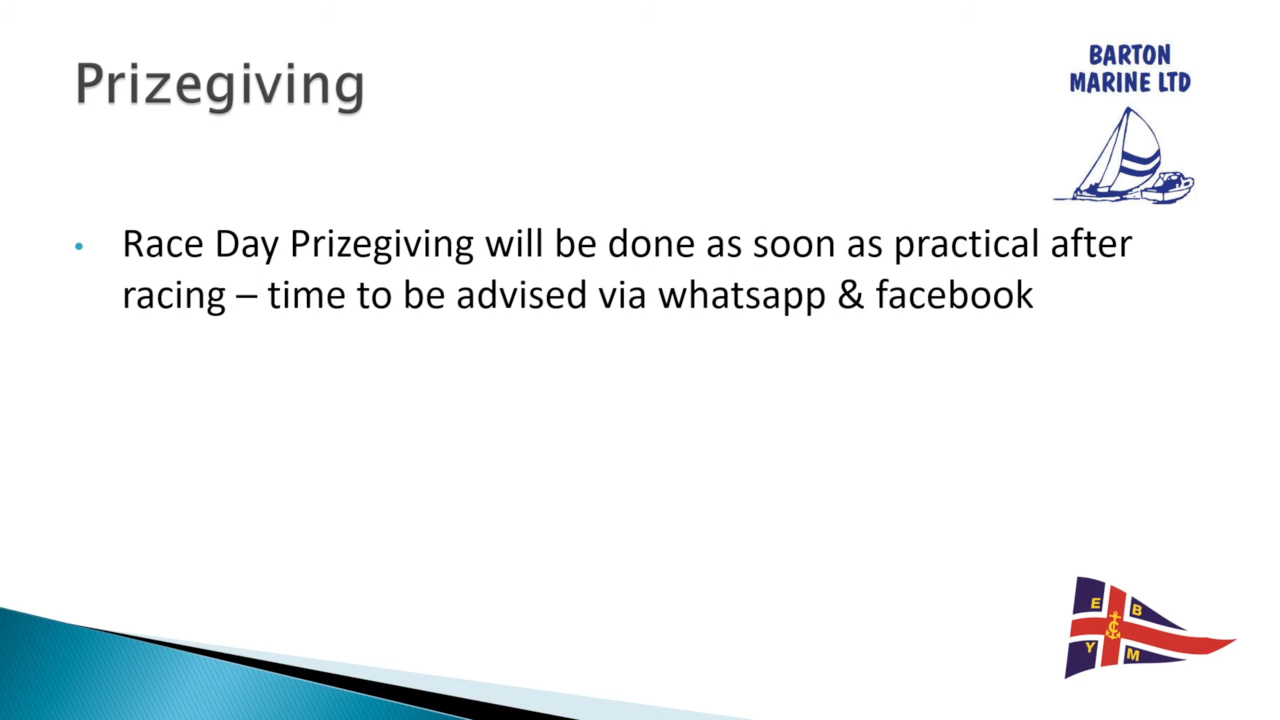 Prizegiving
BARTON
MARINE LTD
• Race Day Prizegiving will be done as soon as practical after
racing – time to be advised via whatsapp & facebook
E B
Y M